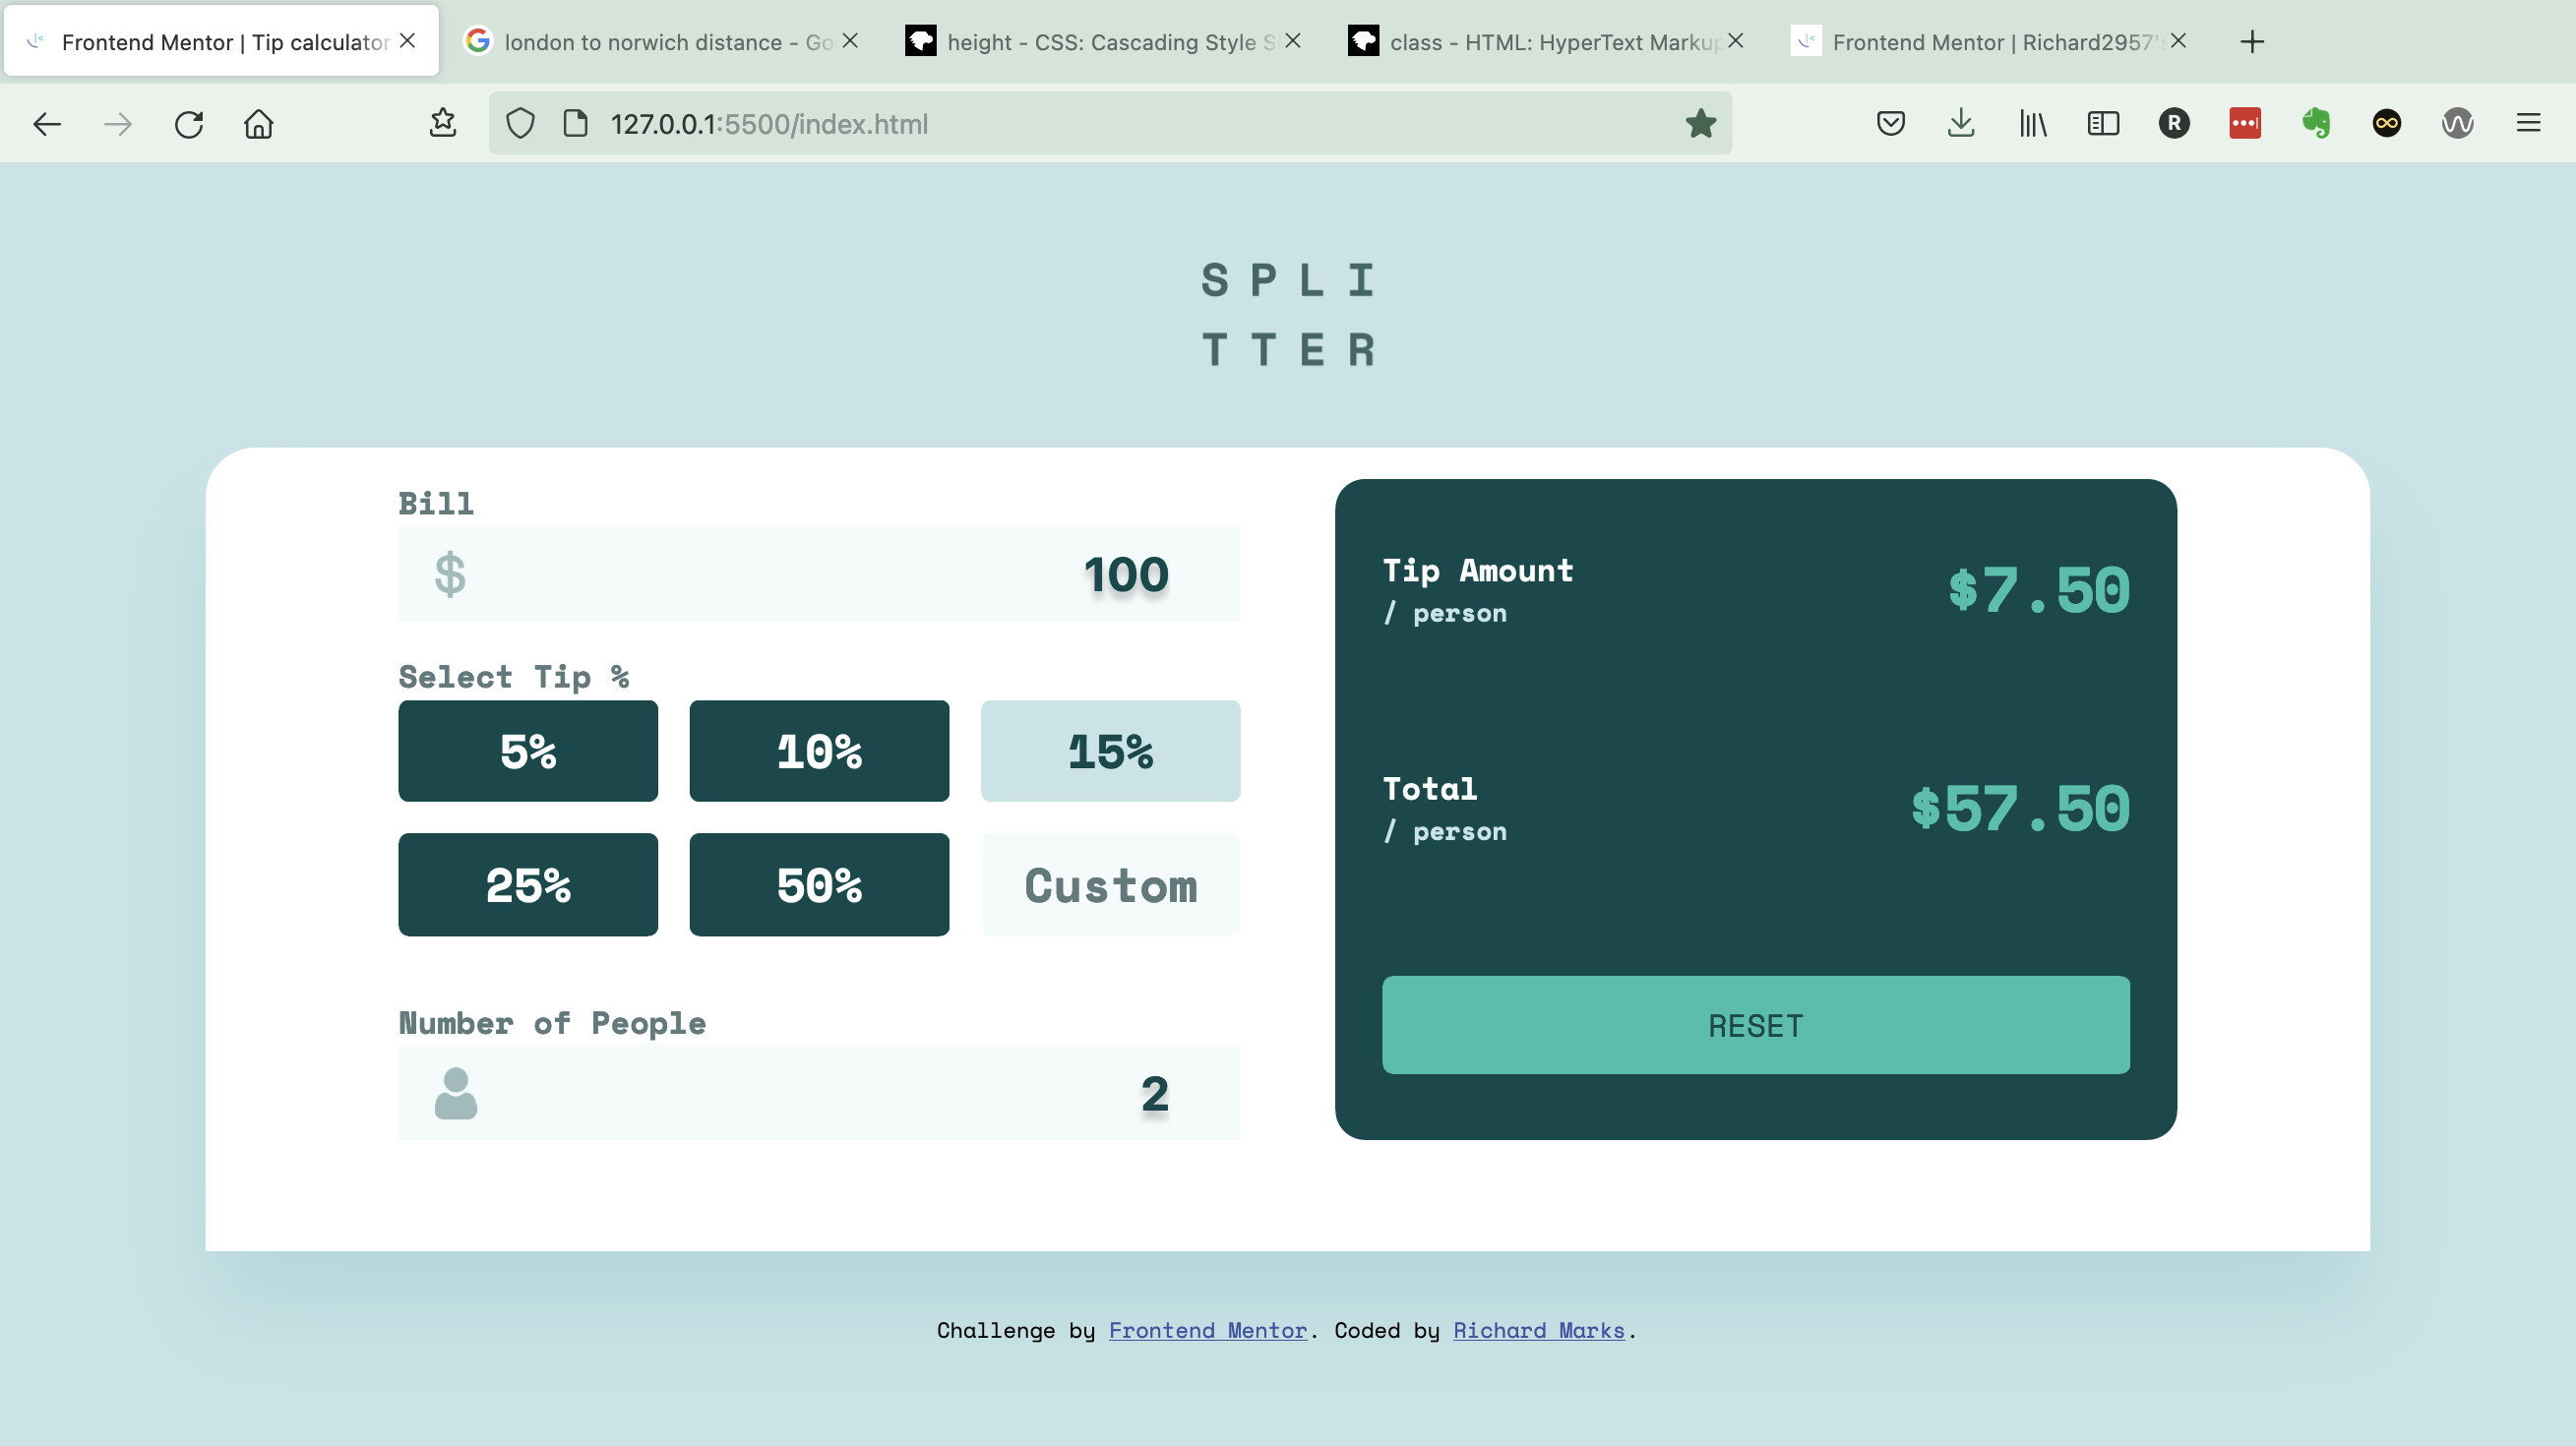 Frontend Mentor | Tip calculator
london to norwich distance - Go
height - CSS: Cascading Style S
class - HTML: HyperText Markup
Frontend Mentor | Richard2957's
127.0.0.1:5500/index.html
R
SPLI
TTER
Bill
$ 100
Select Tip %
5% 10% 15%
25% 50% Custom
Number of People
2
Tip Amount
/ person
$7.50
Total
/ person
$57.50
RESET
Challenge by Frontend Mentor. Coded by Richard Marks.